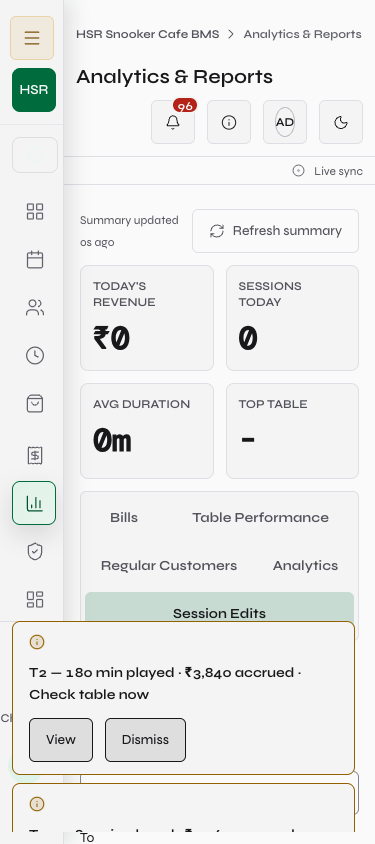 HSR Snooker Cafe BMS > Analytics & Reports
HSR
Analytics & Reports
96
AD
Live sync
Summary updated
0s ago
Refresh summary
TODAY'S
REVENUE
₹0
SESSIONS
TODAY
0
AVG DURATION
0m
TOP TABLE
-
Bills
Table Performance
Regular Customers
Analytics
Session Edits
T2 — 180 min played · ₹3,840 accrued ·
Check table now
View
Dismiss
To